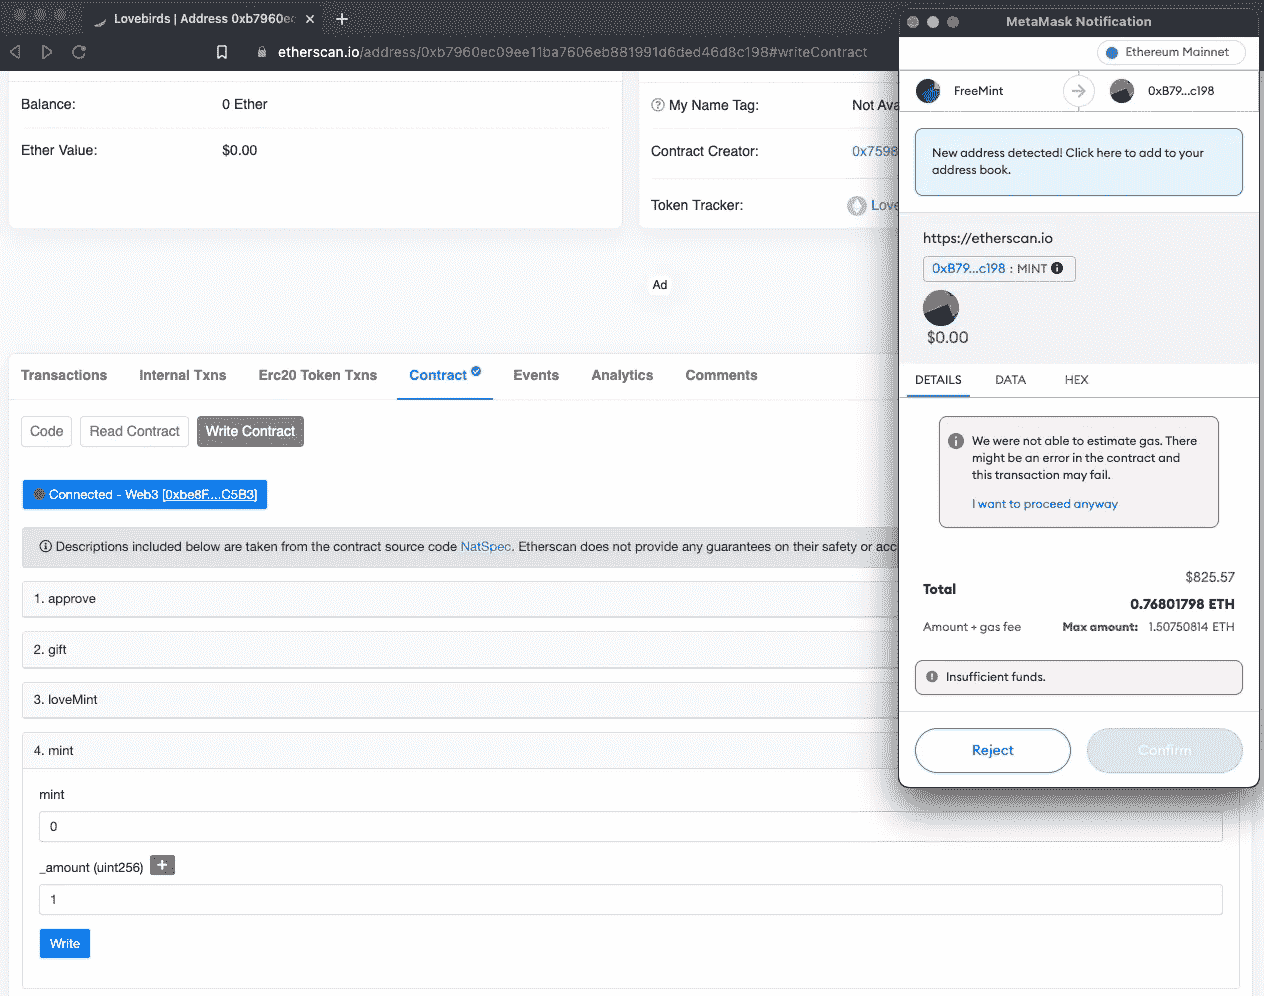 Lovebirds | Address 0xb7960ec
etherscan.io/address/0xb7960ec09ee11ba7606eb881991d6ded46d8c198#writeContract
Balance:
0 Ether
Ether Value:
$0.00
My Name Tag:
Not Ava
Contract Creator:
0x7598
Token Tracker:
Love
Ad
Transactions
Internal Txns
Erc20 Token Txns
Contract
Events
Analytics
Comments
Code
Read Contract
Write Contract
Connected - Web3 [0xbe8F....C5B3]
Descriptions included below are taken from the contract source code NatSpec. Etherscan does not provide any guarantees on their safety or acc
1. approve
2. gift
3. loveMint
4. mint
mint
0
_amount (uint256) +
1
Write
MetaMask Notification
Ethereum Mainnet
FreeMint
0xB79...c198
New address detected! Click here to add to your
address book.
https://etherscan.io
0xB79...c198 : MINT
$0.00
DETAILS
DATA
HEX
We were not able to estimate gas. There
might be an error in the contract and
this transaction may fail.
I want to proceed anyway
$825.57
Total
0.76801798 ETH
Amount + gas fee
Max amount: 1.50750814 ETH
Insufficient funds.
Reject
Confirm